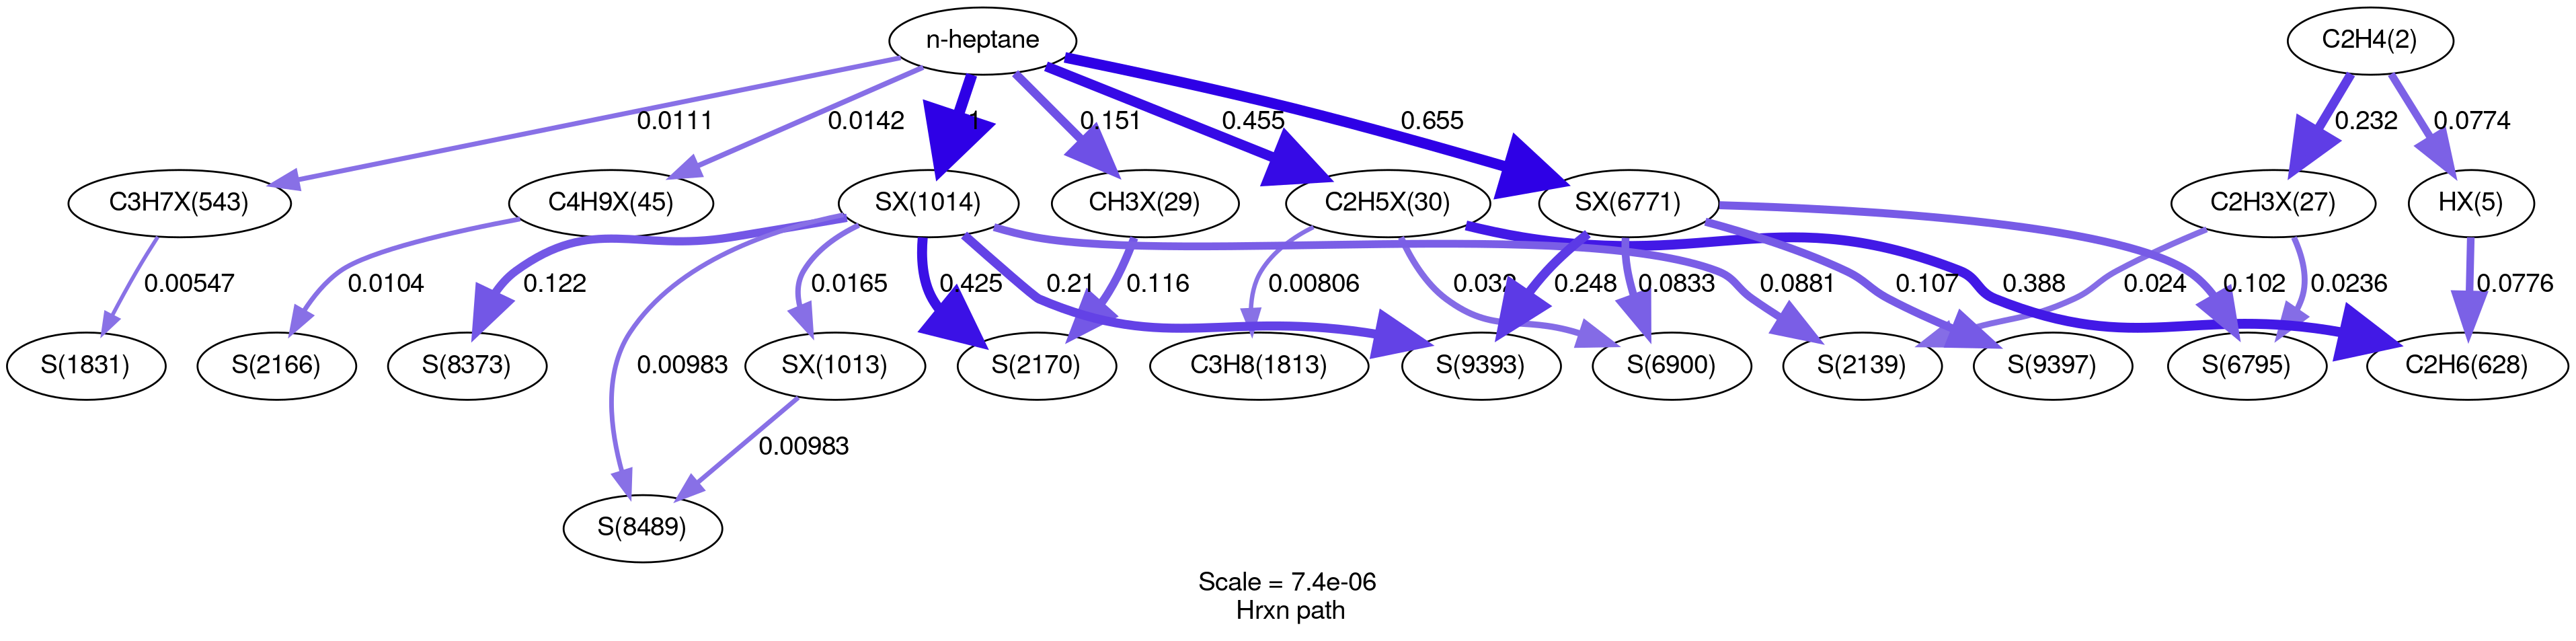 n-heptane
C2H4(2)
0.0111
0.0142
1
0.151
0.455
0.655
0.232
0.0774
C3H7X(543)
C4H9X(45)
SX(1014)
CH3X(29)
C2H5X(30)
SX(6771)
C2H3X(27)
HX(5)
0.00547
0.0104
0.122
0.00983
0.0165
0.425
0.21
0.116
0.00806
0.032
0.248
0.0833
0.0881
0.107
0.388
0.024
0.102
0.0236
0.0776
S(1831)
S(2166)
S(8373)
SX(1013)
S(2170)
C3H8(1813)
S(9393)
S(6900)
S(2139)
S(9397)
S(6795)
C2H6(628)
0.00983
S(8489)
Scale = 7.4e-06
Hrxn path